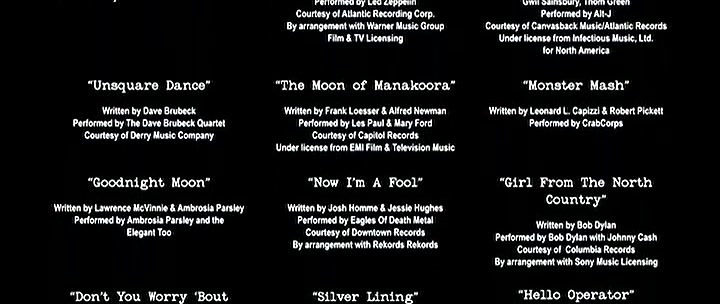 Performed by Led Zeppelin
Courtesy of Atlantic Recording Corp.
By arrangement with Warner Music Group
Film & TV Licensing
Gwil Sainsbury, Thom Green
Performed by Alt-J
Courtesy of Canvasback Music/Atlantic Records
Under license from Infectious Music, Ltd.
for North America
"Unsquare Dance"
Written by Dave Brubeck
Performed by The Dave Brubeck Quartet
Courtesy of Derry Music Company
"The Moon of Manakoora"
Written by Frank Loesser & Alfred Newman
Performed by Les Paul & Mary Ford
Courtesy of Capitol Records
Under license from EMI Film & Television Music
"Monster Mash"
Written by Leonard L. Capizzi & Robert Pickett
Performed by CrabCorps
"Goodnight Moon"
Written by Lawrence McVinnie & Ambrosia Parsley
Performed by Ambrosia Parsley and the
Elegant Too
"Now I'm A Fool"
Written by Josh Homme & Jessie Hughes
Performed by Eagles Of Death Metal
Courtesy of Downtown Records
By arrangement with Rekords Rekords
"Girl From The North
Country"
Written by Bob Dylan
Performed by Bob Dylan with Johnny Cash
Courtesy of Columbia Records
By arrangement with Sony Music Licensing
"Don't You Worry 'Bout
"Silver Lining"
"Hello Operator"